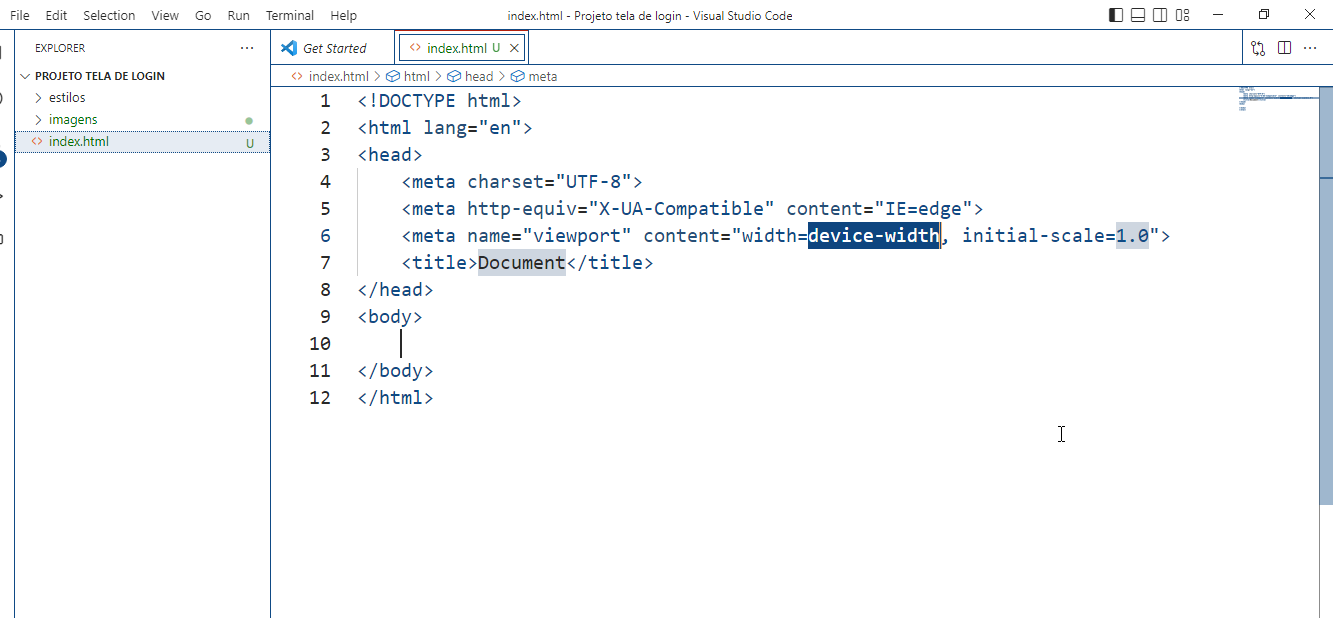 File Edit Selection View Go Run Terminal Help index.html - Projeto tela de login - Visual Studio Code
EXPLORER
PROJETO TELA DE LOGIN
estilos
imagens
index.html U
Get Started index.html U
index.html > html > head > meta
1 <!DOCTYPE html>
2 <html lang="en">
3 <head>
4 <meta charset="UTF-8">
5 <meta http-equiv="X-UA-Compatible" content="IE=edge">
6 <meta name="viewport" content="width=device-width, initial-scale=1.0">
7 <title>Document</title>
8 </head>
9 <body>
10
11 </body>
12 </html>